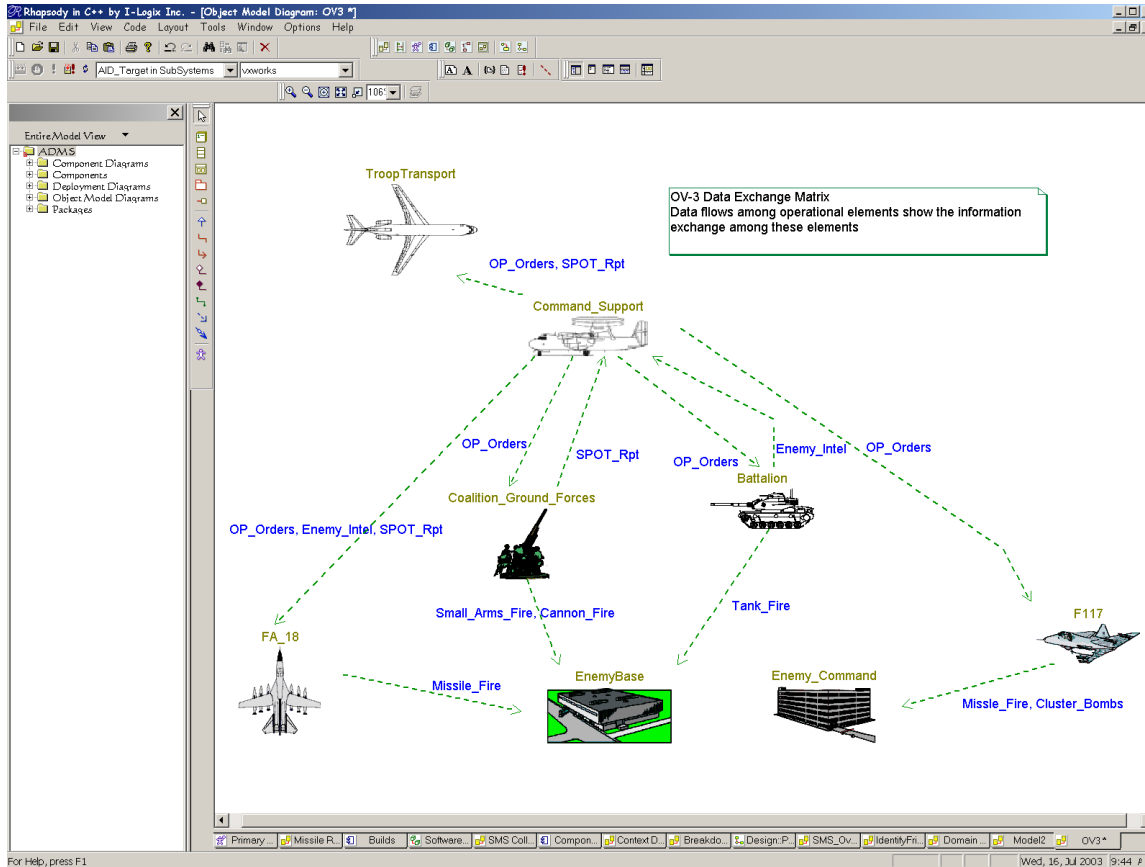 Rhapsody in C++ by I-Logix Inc. - [Object Model Diagram: OV3 *]
File Edit View Code Layout Tools Window Options Help
AID_Target in SubSystems
vxworks
Entire Model View
ADMS
Component Diagrams
Components
Deployment Diagrams
Object Model Diagrams
Packages
TroopTransport
OV-3 Data Exchange Matrix
Data fllows among operational elements show the information
exchange among these elements
OP_Orders, SPOT_Rpt
Command_Support
OP_Orders
SPOT_Rpt
OP_Orders
Enemy_Intel
OP_Orders
Coalition_Ground_Forces
Battalion
OP_Orders, Enemy_Intel, SPOT_Rpt
Small_Arms_Fire, Cannon_Fire
Tank_Fire
F117
FA_18
Missile_Fire
EnemyBase
Enemy_Command
Missle_Fire, Cluster_Bombs
Primary ... Missile R... Builds Software... SMS Coll... Compon... Context D... Breakdo... Design::P... SMS_Ov... IdentifyFri... Domain ... Model2 OV3*
For Help, press F1
Wed, 16, Jul 2003 9:44